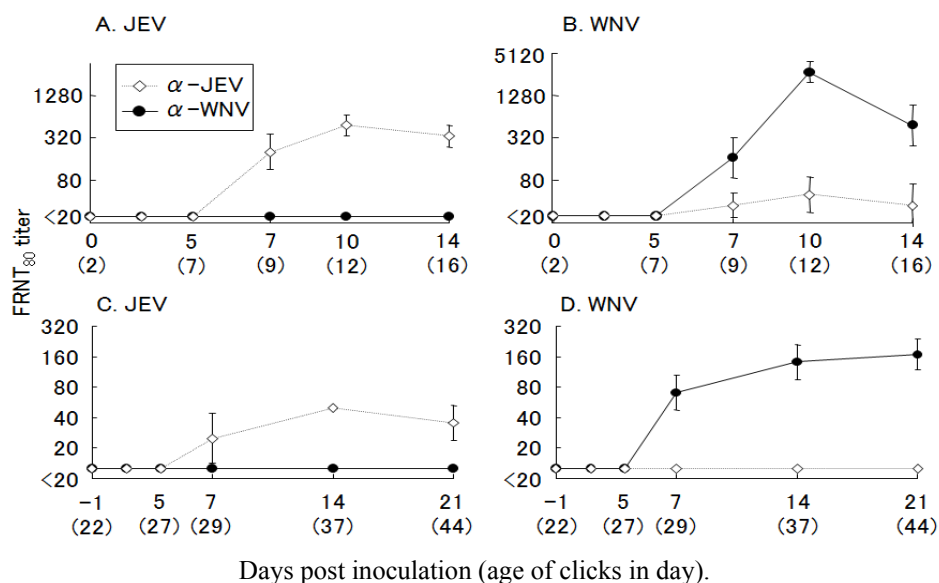 A. JEV
B. WNV
α-JEV
α-WNV
1280
320
80
<20
0 5 7 10 14
(2) (7) (9) (12) (16)
5120
1280
320
80
<20
0 5 7 10 14
(2) (7) (9) (12) (16)
FRNT80 titer
C. JEV
D. WNV
320
160
80
40
20
<20
-1 5 7 14 21
(22) (27) (29) (37) (44)
320
160
80
40
20
<20
-1 5 7 14 21
(22) (27) (29) (37) (44)
Days post inoculation (age of clicks in day).